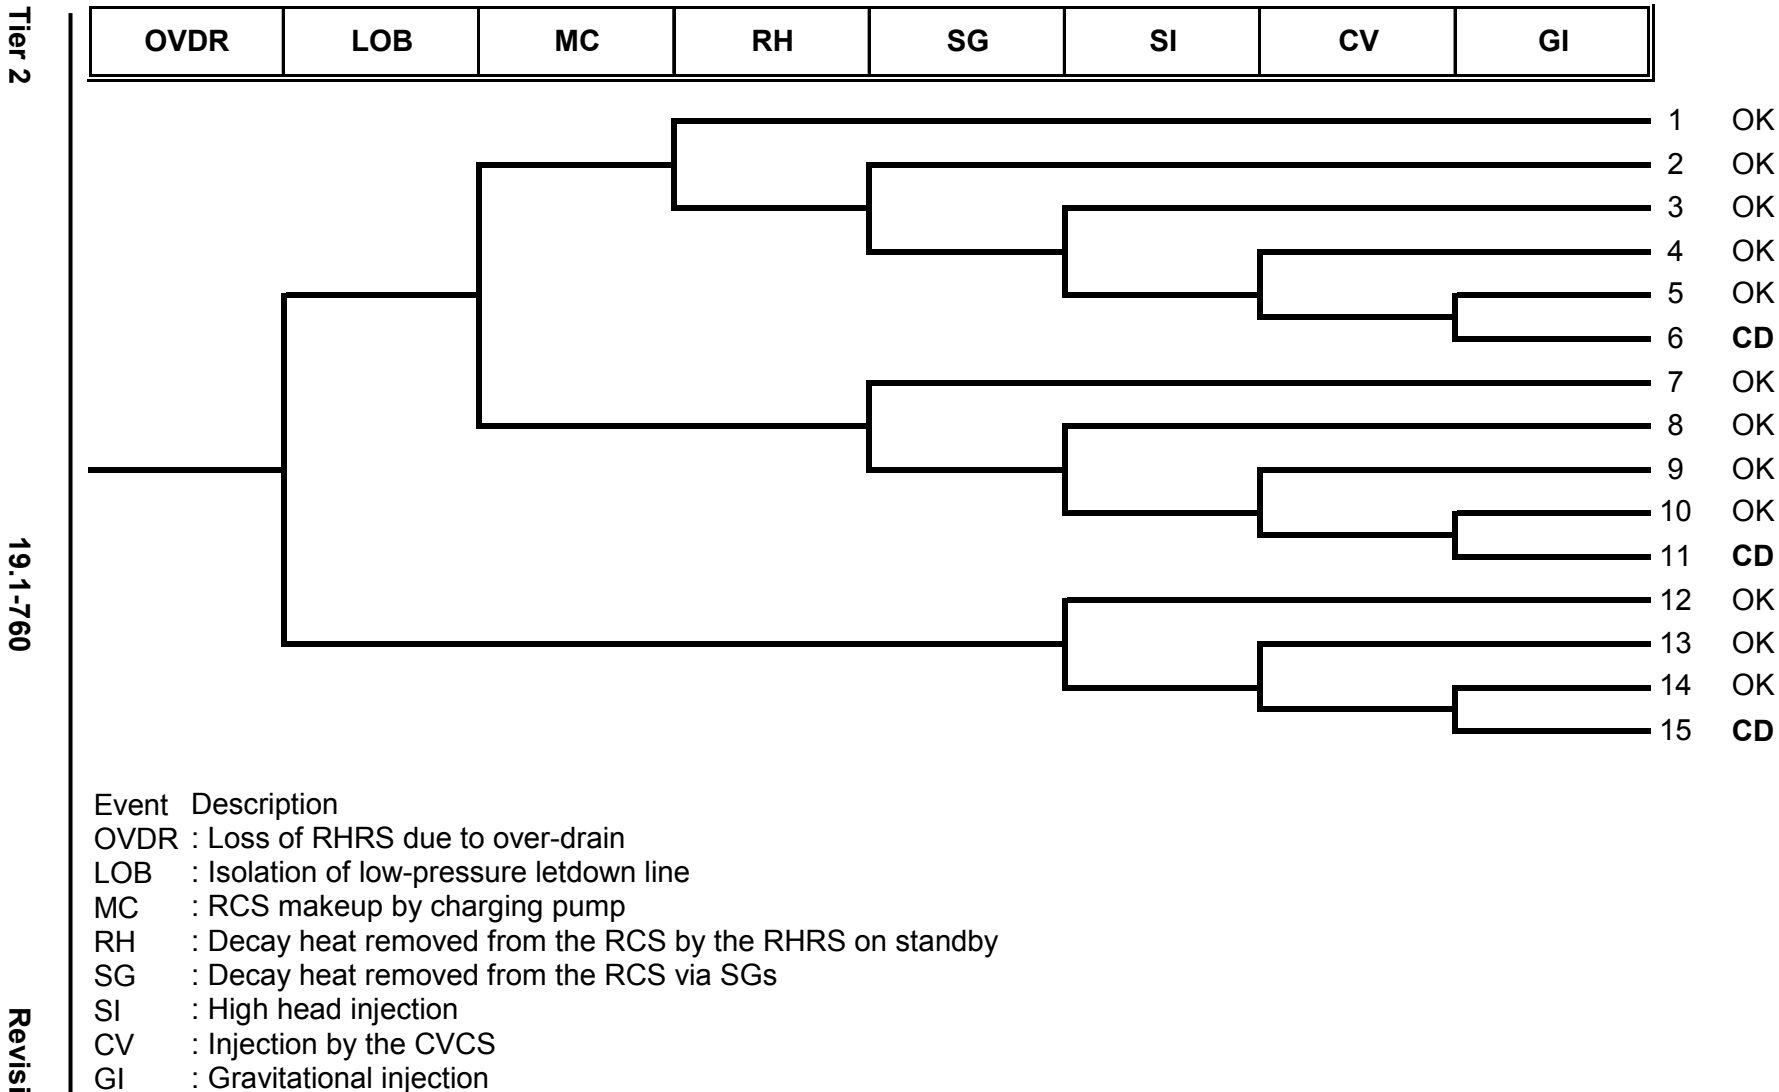 Tier 2
19.1-760
Revisi
OVDR LOB MC RH SG SI CV GI
1 OK
2 OK
3 OK
4 OK
5 OK
6 CD
7 OK
8 OK
9 OK
10 OK
11 CD
12 OK
13 OK
14 OK
15 CD
Event Description
OVDR : Loss of RHRS due to over-drain
LOB : Isolation of low-pressure letdown line
MC : RCS makeup by charging pump
RH : Decay heat removed from the RCS by the RHRS on standby
SG : Decay heat removed from the RCS via SGs
SI : High head injection
CV : Injection by the CVCS
GI : Gravitational injection